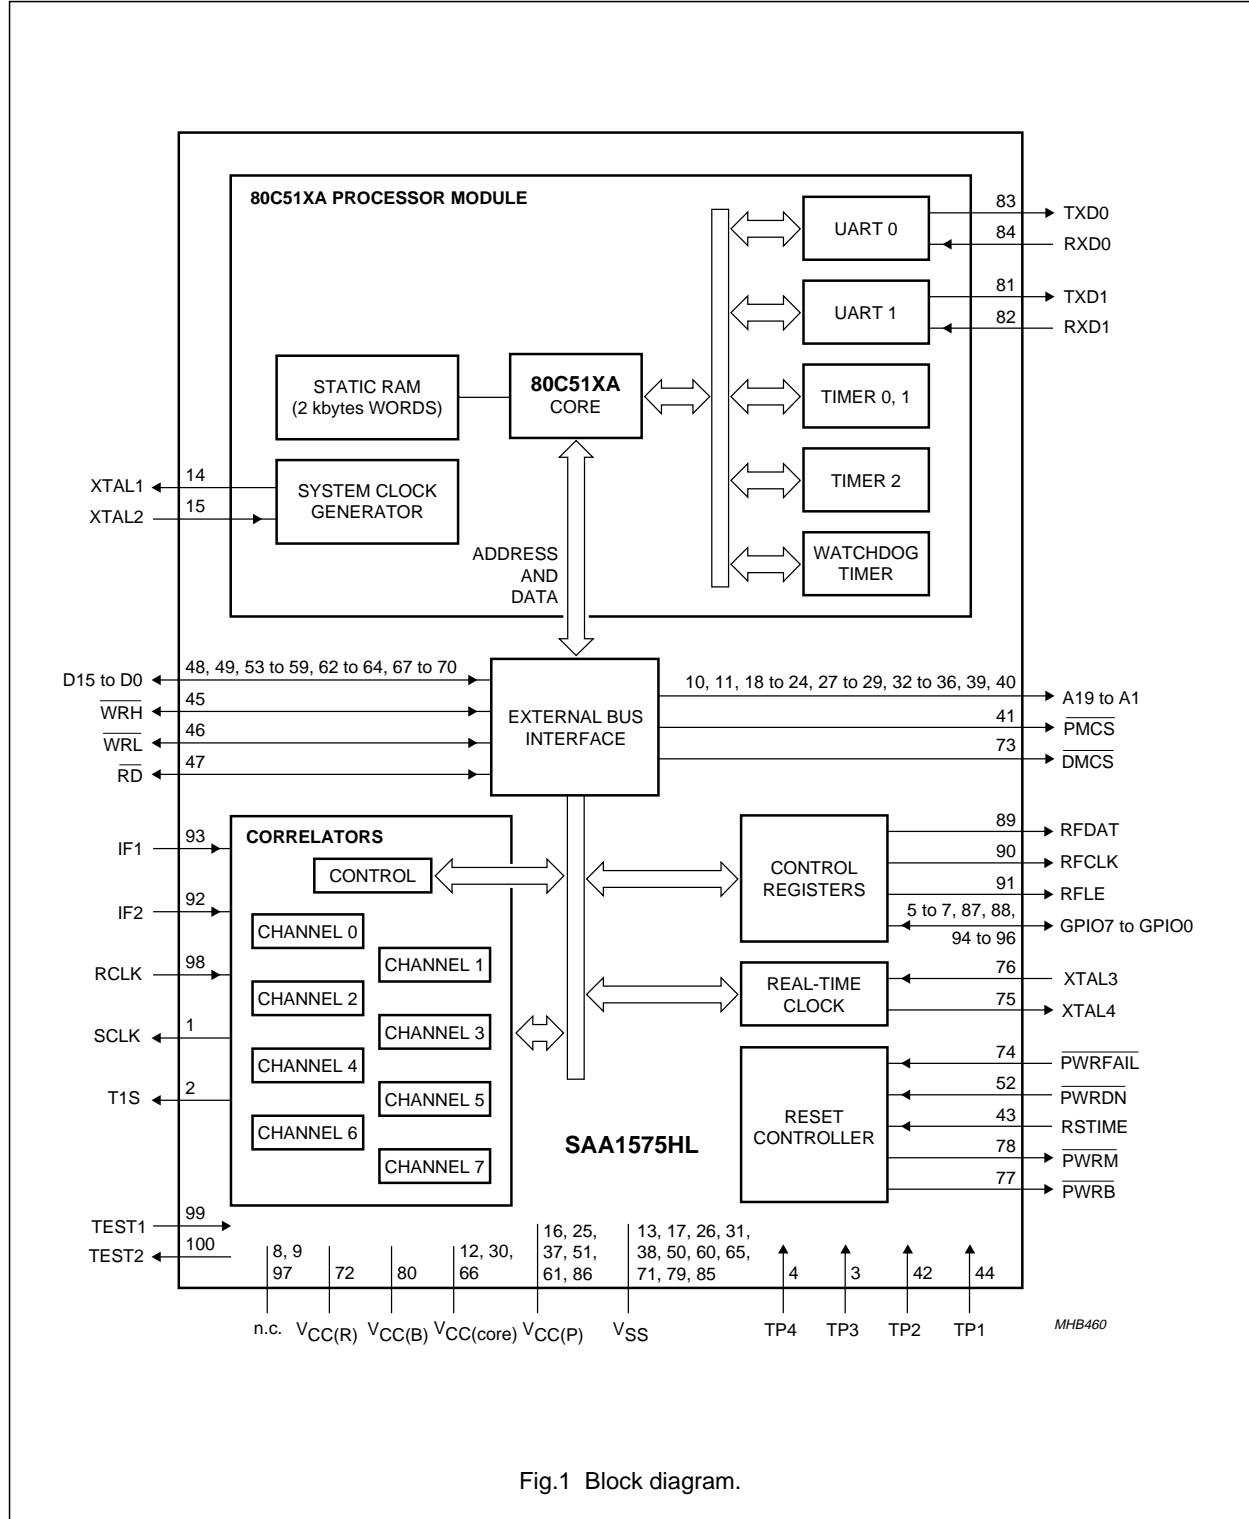 80C51XA PROCESSOR MODULE
83
TXD0
UART 0
84
RXD0
81
TXD1
UART 1
82
RXD1
STATIC RAM
(2 kbytes WORDS)
80C51XA
CORE
TIMER 0, 1
XTAL1
14
XTAL2
15
SYSTEM CLOCK
GENERATOR
TIMER 2
ADDRESS
AND
DATA
WATCHDOG
TIMER
D15 to D0
48, 49, 53 to 59, 62 to 64, 67 to 70
WRH
45
WRL
46
RD
47
EXTERNAL BUS
INTERFACE
10, 11, 18 to 24, 27 to 29, 32 to 36, 39, 40
A19 to A1
41
PMCS
73
DMCS
CORRELATORS
IF1
93
CONTROL
IF2
92
CHANNEL 0
CHANNEL 1
RCLK
98
CHANNEL 2
CHANNEL 3
SCLK
1
CHANNEL 4
T1S
2
CHANNEL 5
CHANNEL 6
CHANNEL 7
CONTROL
REGISTERS
89
RFDAT
90
RFCLK
91
RFLE
5 to 7, 87, 88,
94 to 96
GPIO7 to GPIO0
REAL-TIME
CLOCK
76
XTAL3
75
XTAL4
RESET
CONTROLLER
74
PWRFAIL
52
PWRDN
43
RSTIME
78
PWRM
77
PWRB
SAA1575HL
TEST1
99
TEST2
100
8, 9
97
n.c.
72
VCC(R)
80
VCC(B)
12, 30,
66
VCC(core)
16, 25,
37, 51,
61, 86
VCC(P)
13, 17, 26, 31,
38, 50, 60, 65,
71, 79, 85
VSS
4
TP4
3
TP3
42
TP2
44
TP1
MHB460
Fig.1 Block diagram.